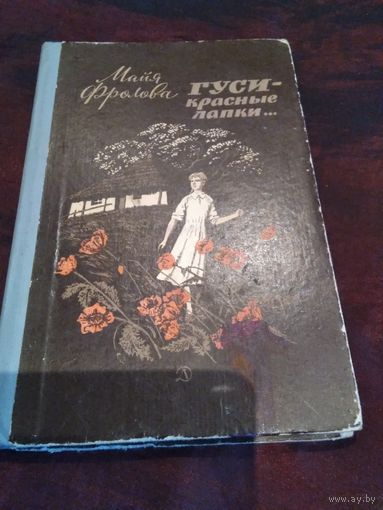 Майя
Фролова
ГУСИ-
красные
лапки...
Д
www.ay.by